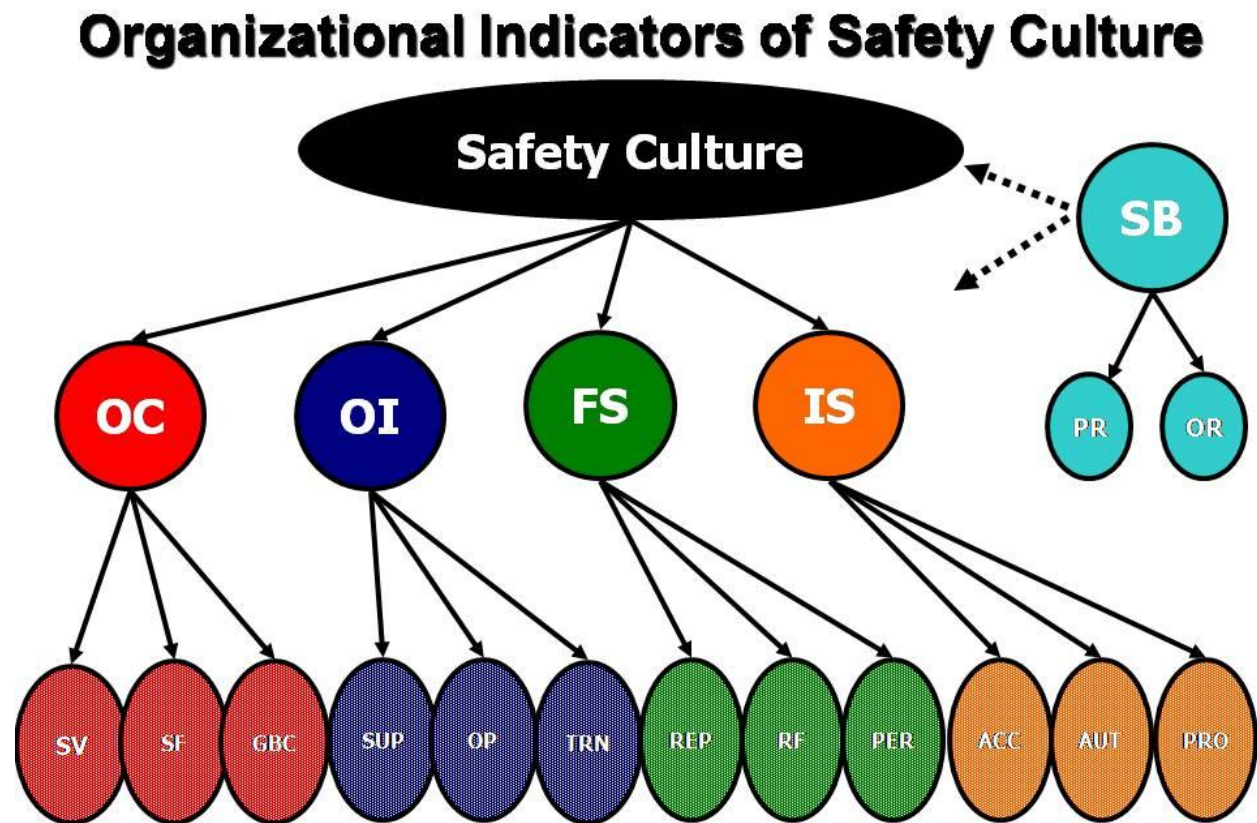 Organizational Indicators of Safety Culture
Safety Culture
SB
OC
OI
FS
IS
PR
OR
SV
SF
GBC
SUP
OP
TRN
REP
RF
PER
ACC
AUT
PRO